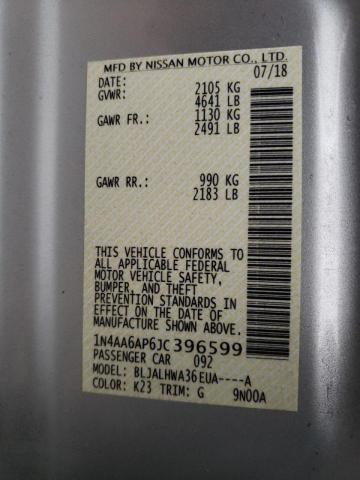 MFD BY NISSAN MOTOR CO., LTD.
DATE: 07/18
GVWR: 2105 KG
4641 LB
GAWR FR.: 1130 KG
2491 LB
GAWR RR.: 990 KG
2183 LB
THIS VEHICLE CONFORMS TO
ALL APPLICABLE FEDERAL
MOTOR VEHICLE SAFETY,
BUMPER, AND THEFT
PREVENTION STANDARDS IN
EFFECT ON THE DATE OF
MANUFACTURE SHOWN ABOVE.
1N4AA6AP6JC396599
PASSENGER CAR 092
MODEL: BLJALHWA36EUA----A
COLOR: K23 TRIM: G 9N00A